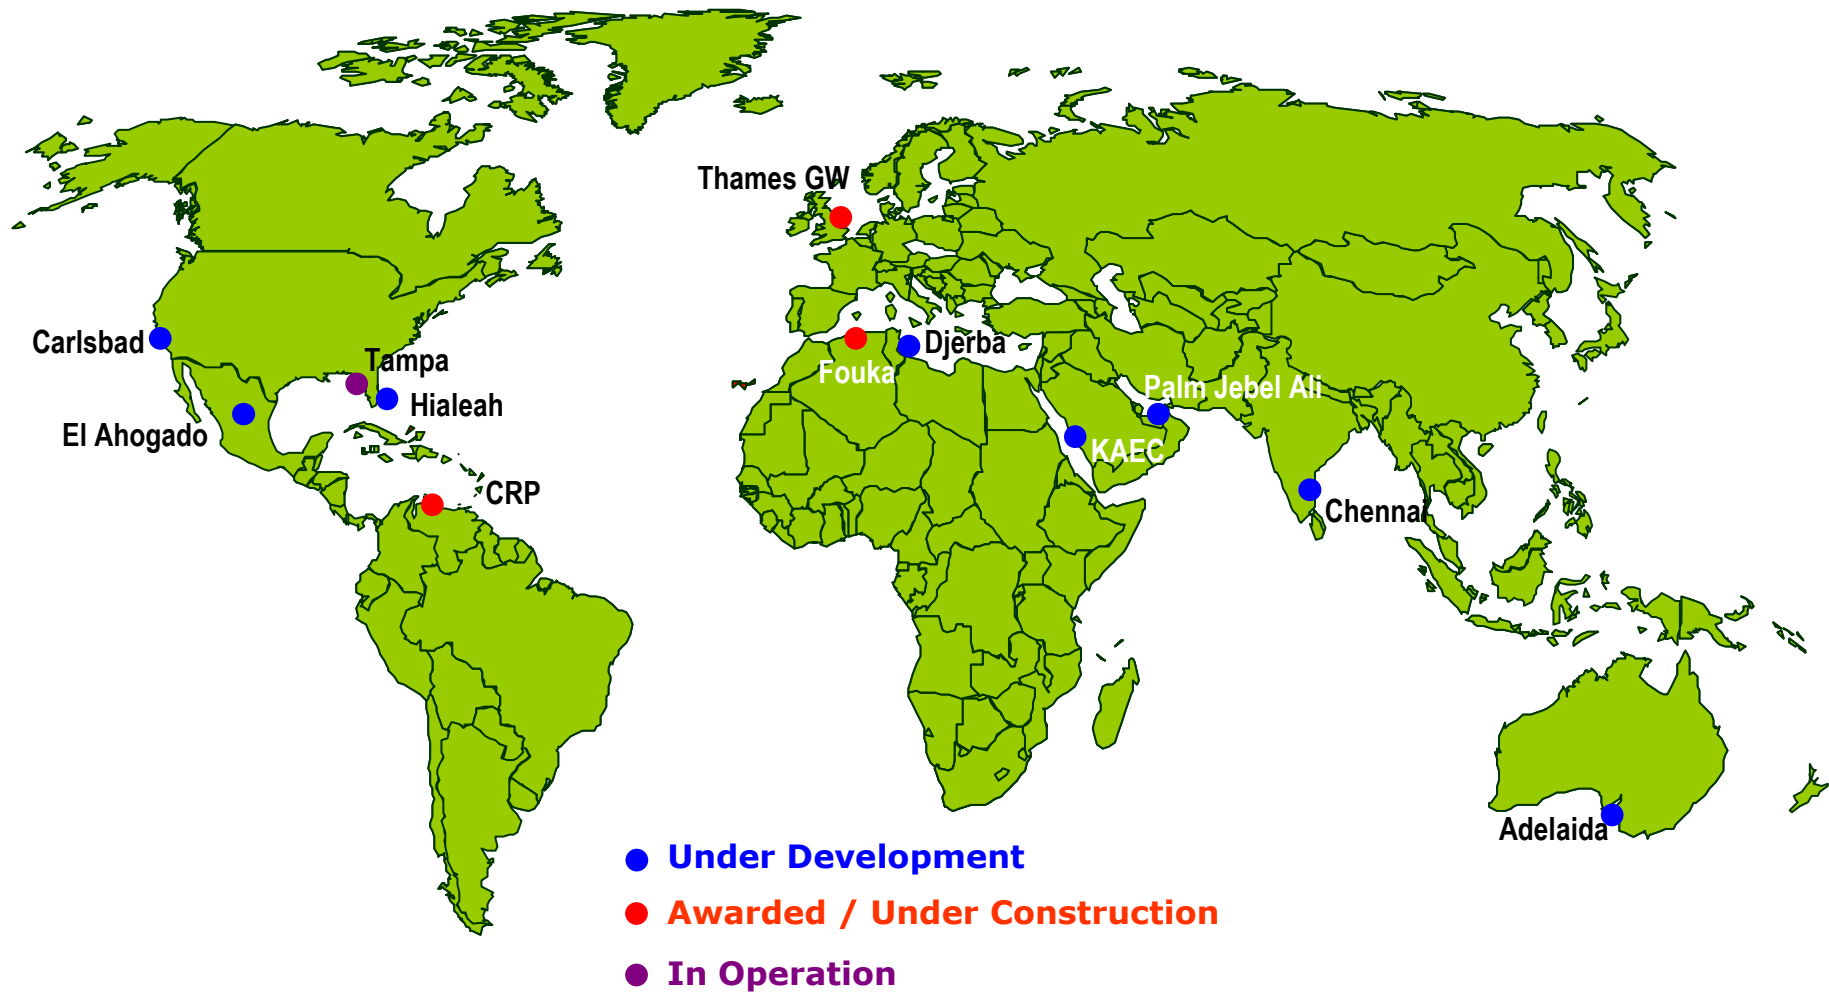 Thames GW
Carlsbad
Tampa
Djerba
Fouka
Palm Jebel Ali
Hialeah
El Ahogado
KAEC
CRP
Chennai
Adelaida
Under Development
Awarded / Under Construction
In Operation